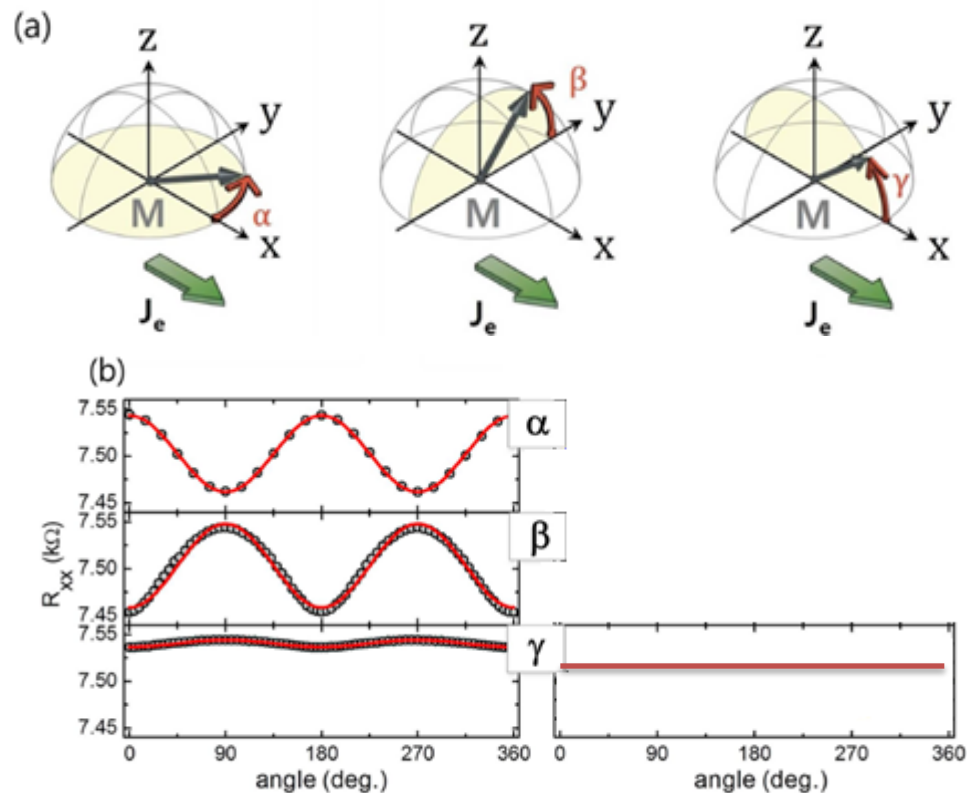 (a)
z
y
β
z
y
M
α
x
Jₑ
z
y
M
x
Jₑ
z
y
γ
M
x
Jₑ
(b)
7.55
7.50
7.45
α
7.55
7.50
7.45
β
Rxx (kΩ)
7.55
7.50
7.45
γ
0 90 180 270 360
angle (deg.)
0 90 180 270 360
angle (deg.)